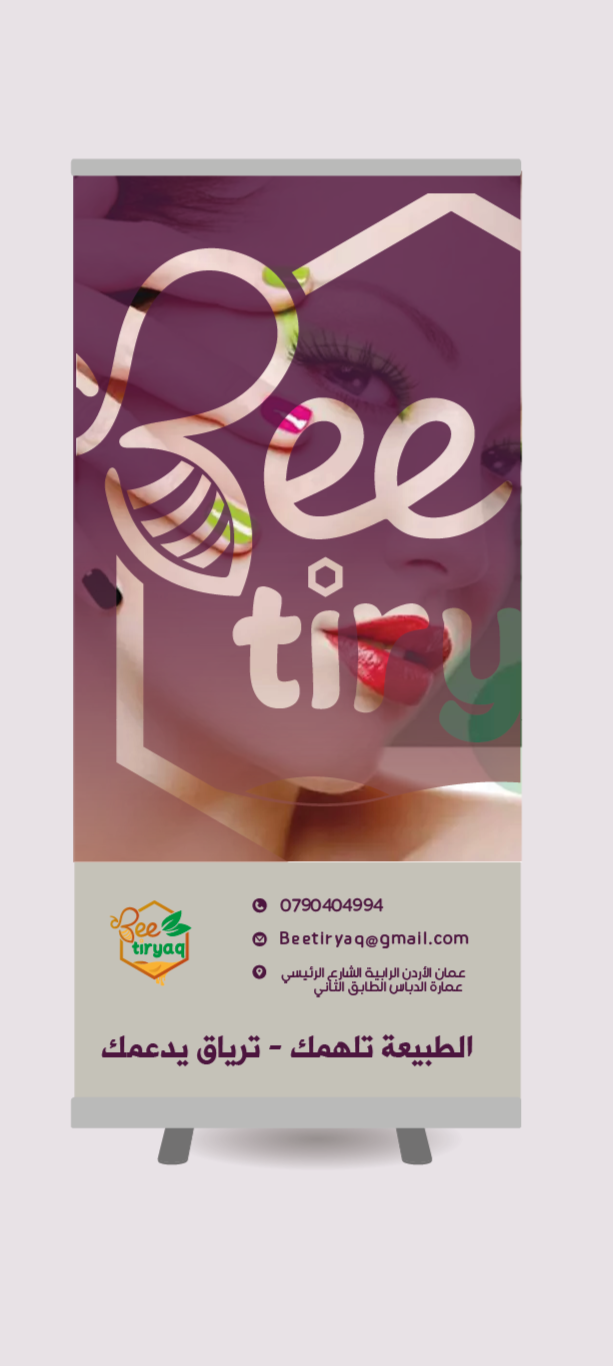 Bee
tiry
Bee
tiryaq
0790404994
Beetiryaq@gmail.com
عمان الأردن الرابية الشارع الرئيسي
عمارة الدباس الطابق الثاني
الطبيعة تلهمك - ترياق يدعمك